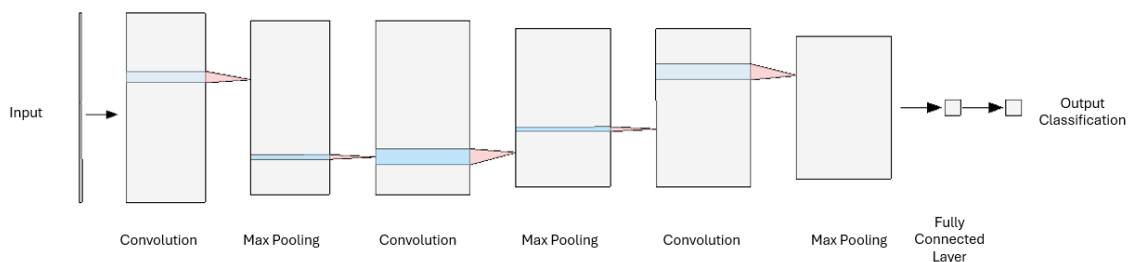 Input
Output
Classification
Convolution
Max Pooling
Convolution
Max Pooling
Convolution
Max Pooling
Fully
Connected
Layer